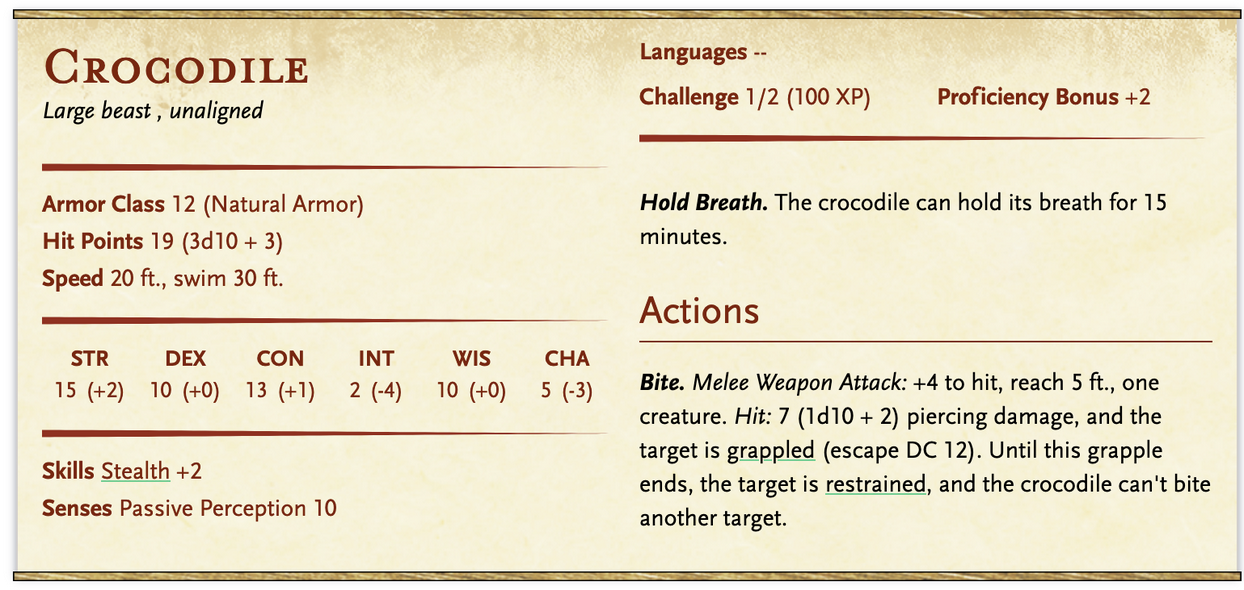 Crocodile
Large beast , unaligned
Armor Class 12 (Natural Armor)
Hit Points 19 (3d10 + 3)
Speed 20 ft., swim 30 ft.
STR DEX CON INT WIS CHA
15 (+2) 10 (+0) 13 (+1) 2 (-4) 10 (+0) 5 (-3)
Skills Stealth +2
Senses Passive Perception 10
Languages --
Challenge 1/2 (100 XP) Proficiency Bonus +2
Hold Breath. The crocodile can hold its breath for 15
minutes.
Actions
Bite. Melee Weapon Attack: +4 to hit, reach 5 ft., one
creature. Hit: 7 (1d10 + 2) piercing damage, and the
target is grappled (escape DC 12). Until this grapple
ends, the target is restrained, and the crocodile can't bite
another target.